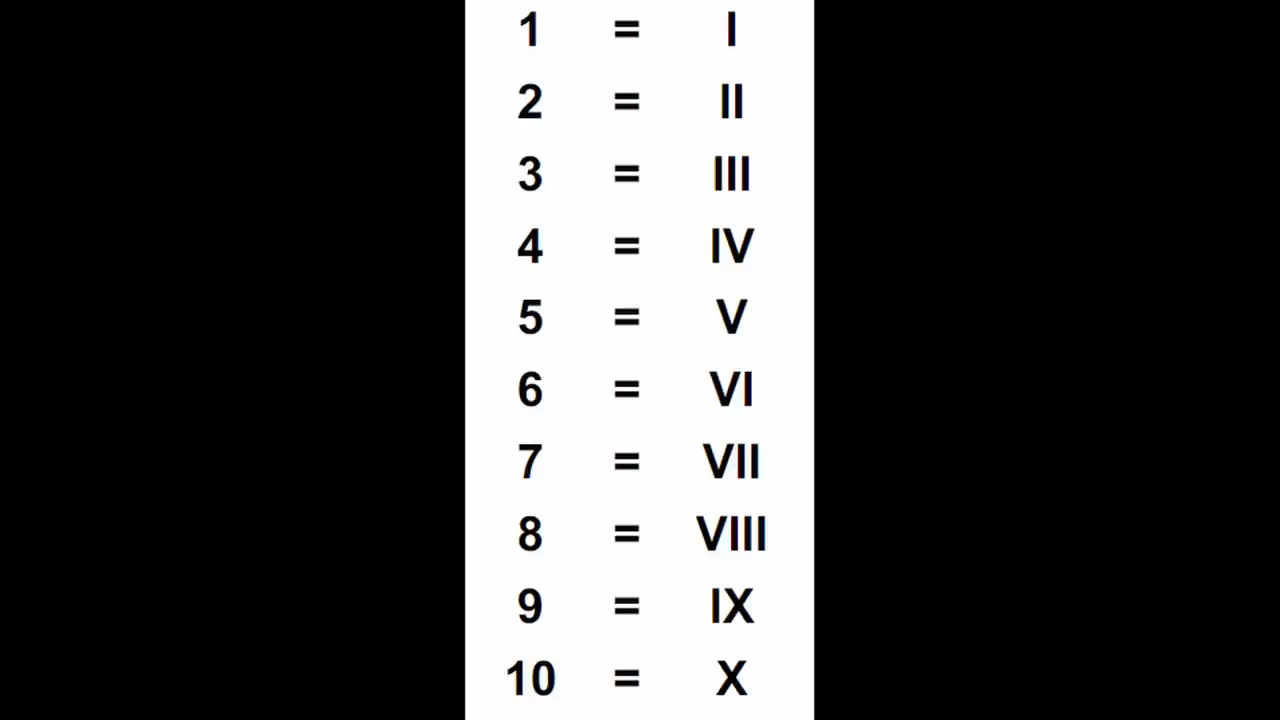 1 = I
2 = II
3 = III
4 = IV
5 = V
6 = VI
7 = VII
8 = VIII
9 = IX
10 = X